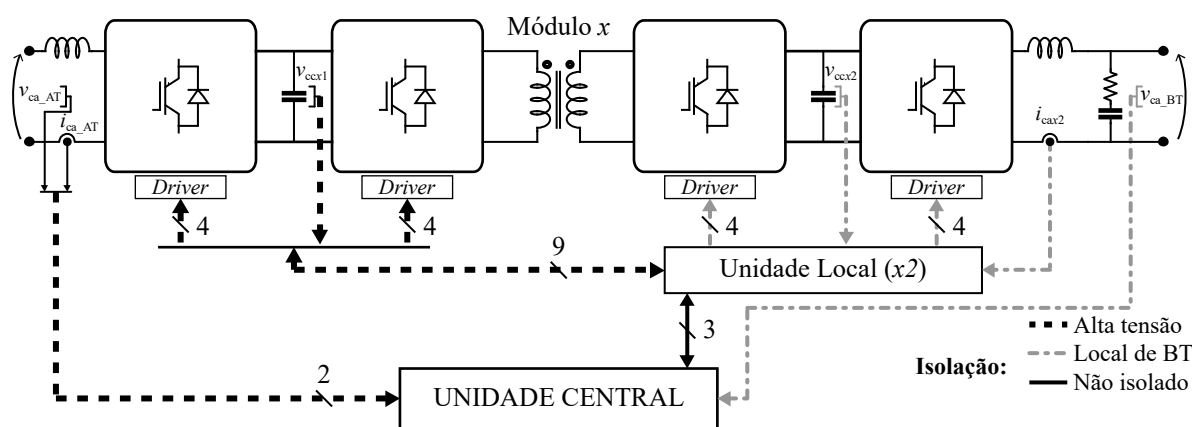 Módulo x
v_ca_AT
i_ca_AT
v_ccx1
v_ccx2
i_cax2
v_ca_BT
Driver
Driver
Driver
Driver
4
4
4
4
9
Unidade Local (x2)
3
2
UNIDADE CENTRAL
Isolação:
Alta tensão
Local de BT
Não isolado